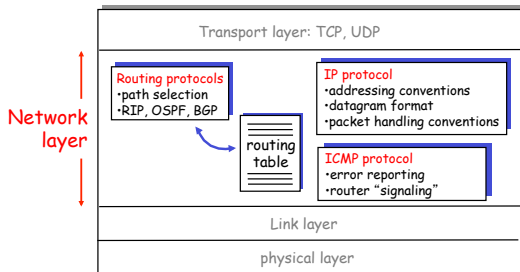 Transport layer: TCP, UDP
Network
layer
Routing protocols
•path selection
•RIP, OSPF, BGP
routing
table
IP protocol
•addressing conventions
•datagram format
•packet handling conventions
ICMP protocol
•error reporting
•router “signaling”
Link layer
physical layer